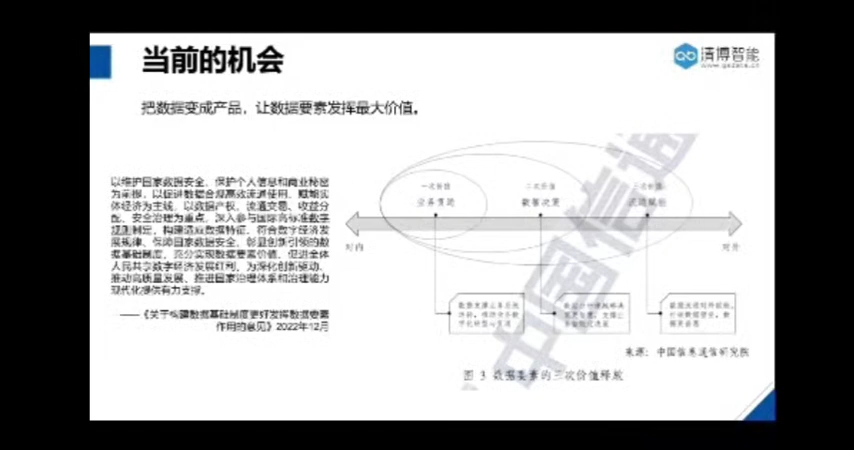 当前的机会
清博智能
把数据变成产品，让数据要素发挥最大价值。
以维护国家数据安全、保护个人信息和商业秘密
为前提，以促进数据合规高效流通使用、赋能实
体经济为主线，以数据产权、流通交易、收益分
配、安全治理为重点，深入参与国际高标准数字
规则制定，构建适应数据特征、符合数字经济发
展规律、保障国家数据安全、彰显创新引领的数
据基础制度，充分实现数据要素价值、促进全体
人民共享数字经济发展红利，为深化创新驱动、
推动高质量发展、推进国家治理体系和治理能力
现代化提供有力支撑。
——《关于构建数据基础制度更好发挥数据要素
作用的意见》2022年12月
一次价值
业务贯通
二次价值
数智决策
三次价值
流通赋能
对内
对外
数据支撑业务系统
来源：中国信息通信研究院
图 3 数据要素的三次价值释放
中国信通